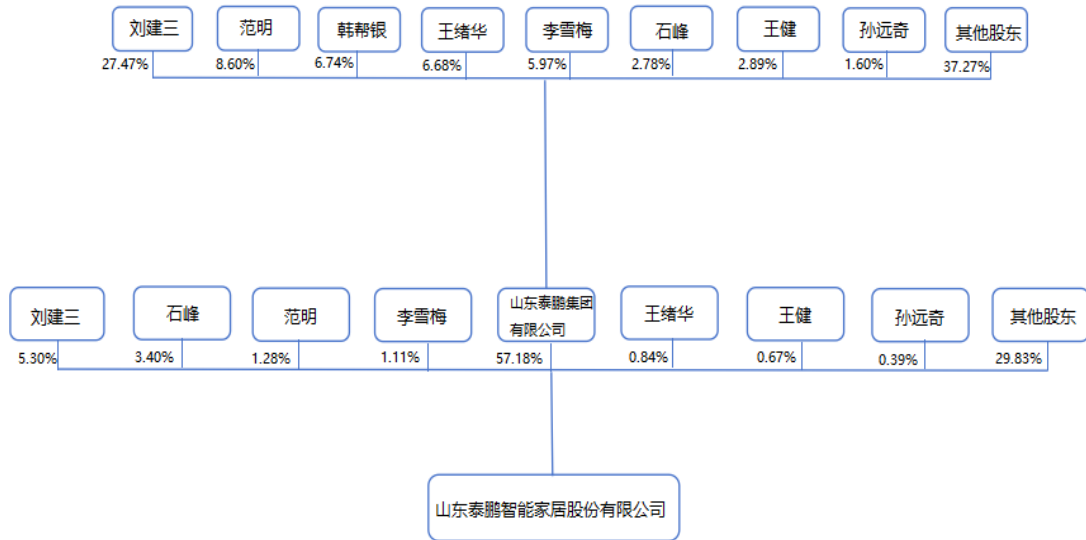 刘建三
范明
韩帮银
王绪华
李雪梅
石峰
王健
孙远奇
其他股东
27.47%
8.60%
6.74%
6.68%
5.97%
2.78%
2.89%
1.60%
37.27%
刘建三
石峰
范明
李雪梅
山东泰鹏集团
有限公司
王绪华
王健
孙远奇
其他股东
5.30%
3.40%
1.28%
1.11%
57.18%
0.84%
0.67%
0.39%
29.83%
山东泰鹏智能家居股份有限公司